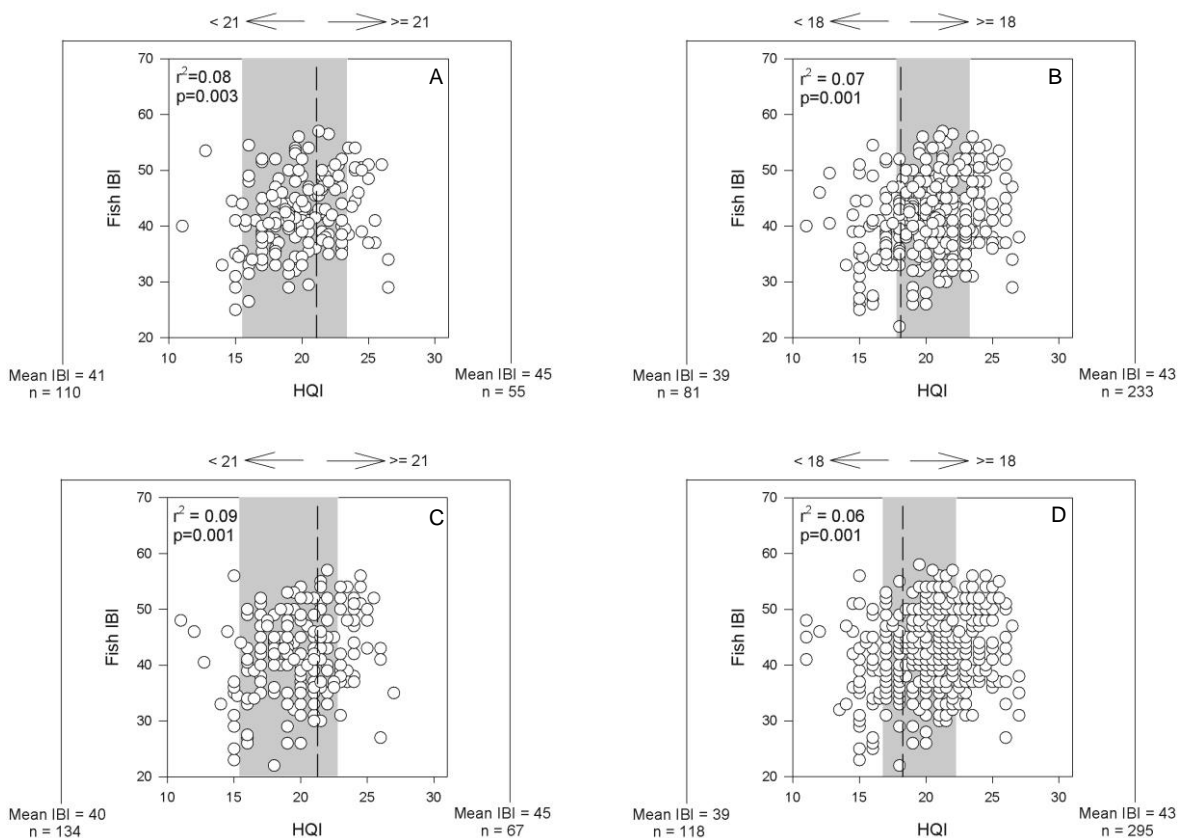 < 21 >= 21
A
r²=0.08
p=0.003
70
60
50
40
30
20
Fish IBI
10 15 20 25 30
HQI
Mean IBI = 41
n = 110
Mean IBI = 45
n = 55
< 18 >= 18
B
r² = 0.07
p=0.001
70
60
50
40
30
20
Fish IBI
10 15 20 25 30
HQI
Mean IBI = 39
n = 81
Mean IBI = 43
n = 233
< 21 >= 21
C
r² = 0.09
p=0.001
70
60
50
40
30
20
Fish IBI
10 15 20 25 30
HQI
Mean IBI = 40
n = 134
Mean IBI = 45
n = 67
< 18 >= 18
D
r² = 0.06
p=0.001
70
60
50
40
30
20
Fish IBI
10 15 20 25 30
HQI
Mean IBI = 39
n = 118
Mean IBI = 43
n = 295